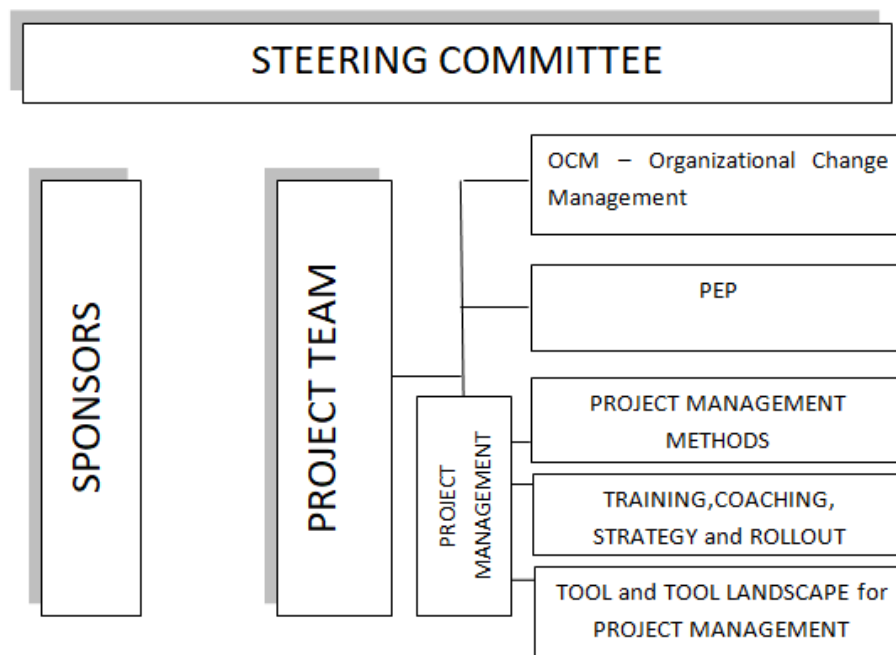 STEERING COMMITTEE
SPONSORS
PROJECT TEAM
PROJECT
MANAGEMENT
OCM – Organizational Change
Management
PEP
PROJECT MANAGEMENT
METHODS
TRAINING,COACHING,
STRATEGY and ROLLOUT
TOOL and TOOL LANDSCAPE for
PROJECT MANAGEMENT